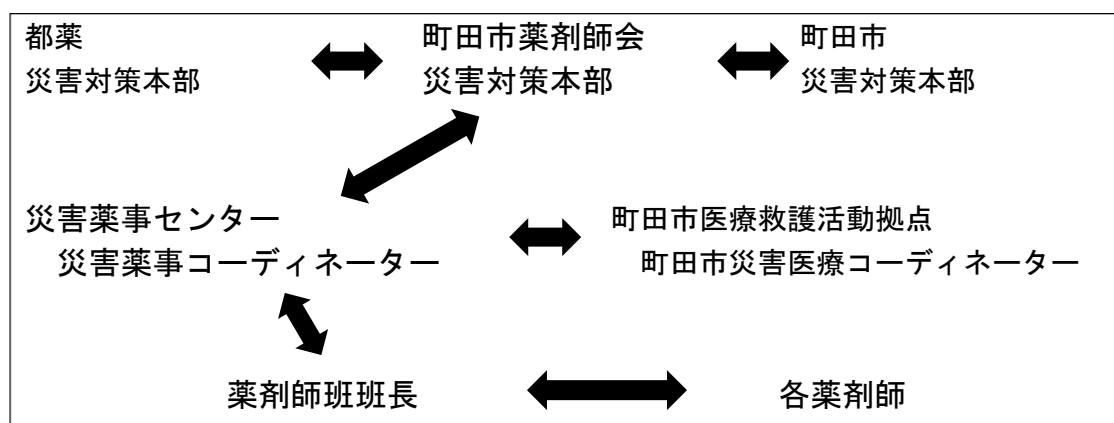 都薬
災害対策本部
町田市薬剤師会
災害対策本部
町田市
災害対策本部
災害薬事センター
災害薬事コーディネーター
町田市医療救護活動拠点
町田市災害医療コーディネーター
薬剤師班班長
各薬剤師